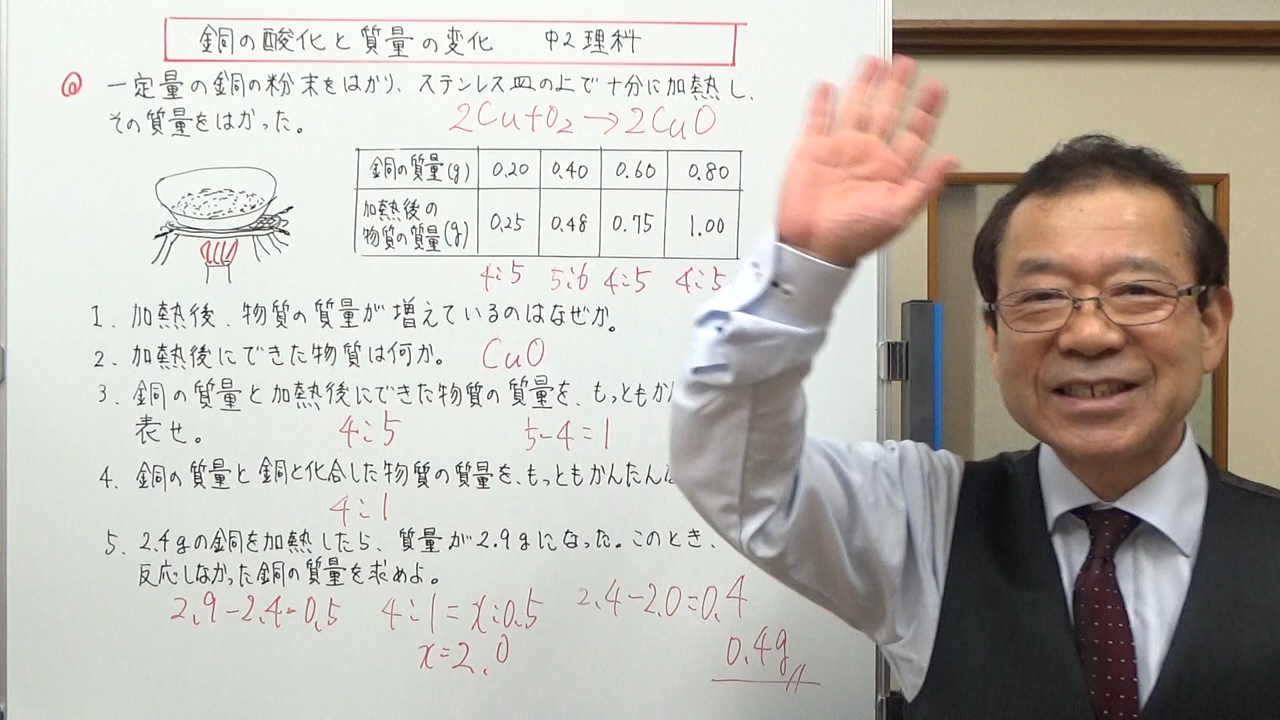 銅の酸化と質量の変化 中2理科
Q 一定量の銅の粉末をはかり、ステンレス皿の上で十分に加熱し、
その質量をはかった。
2Cu+O₂→2CuO
銅の質量(g) 0.20 0.40 0.60 0.80
加熱後の
物質の質量(g) 0.25 0.48 0.75 1.00
4:5 5:6 4:5 4:5
1. 加熱後、物質の質量が増えているのはなぜか。
2. 加熱後にできた物質は何か。 CuO
3. 銅の質量と加熱後にできた物質の質量を、もっともかん
表せ。 4:5 5-4=1
4. 銅の質量と銅と化合した物質の質量を、もっともかんたんな
4:1
5. 2.4gの銅を加熱したら、質量が2.9gになった。このとき、
反応しなかった銅の質量を求めよ。
2.9-2.4=0.5 4:1=x:0.5 2.4-2.0=0.4
x=2.0 0.4g